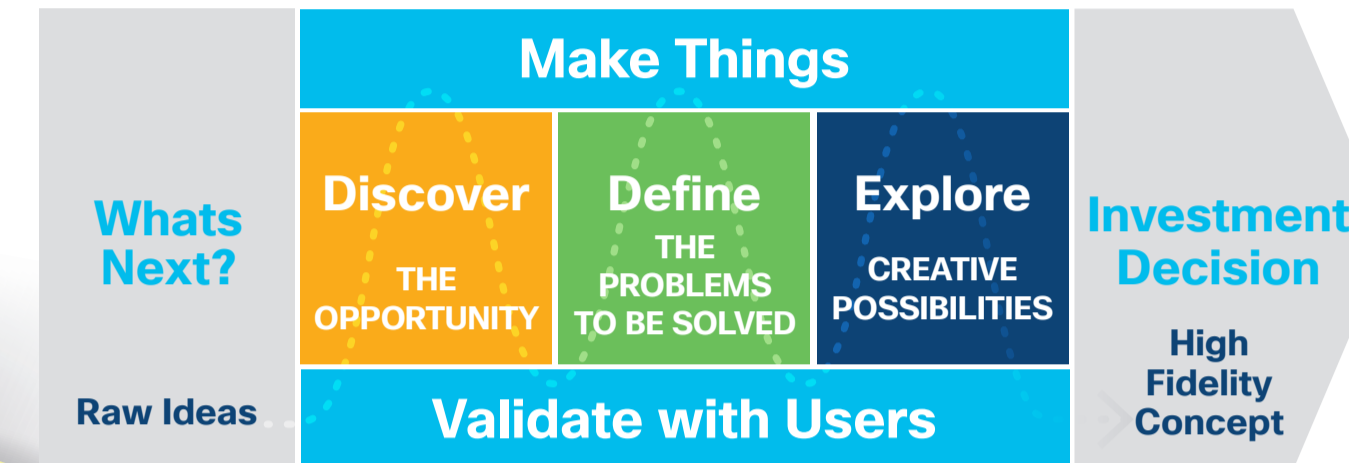 Whats
Next?
Raw Ideas
Make Things
Discover
THE
OPPORTUNITY
Define
THE
PROBLEMS
TO BE SOLVED
Explore
CREATIVE
POSSIBILITIES
Validate with Users
Investment
Decision
High
Fidelity
Concept